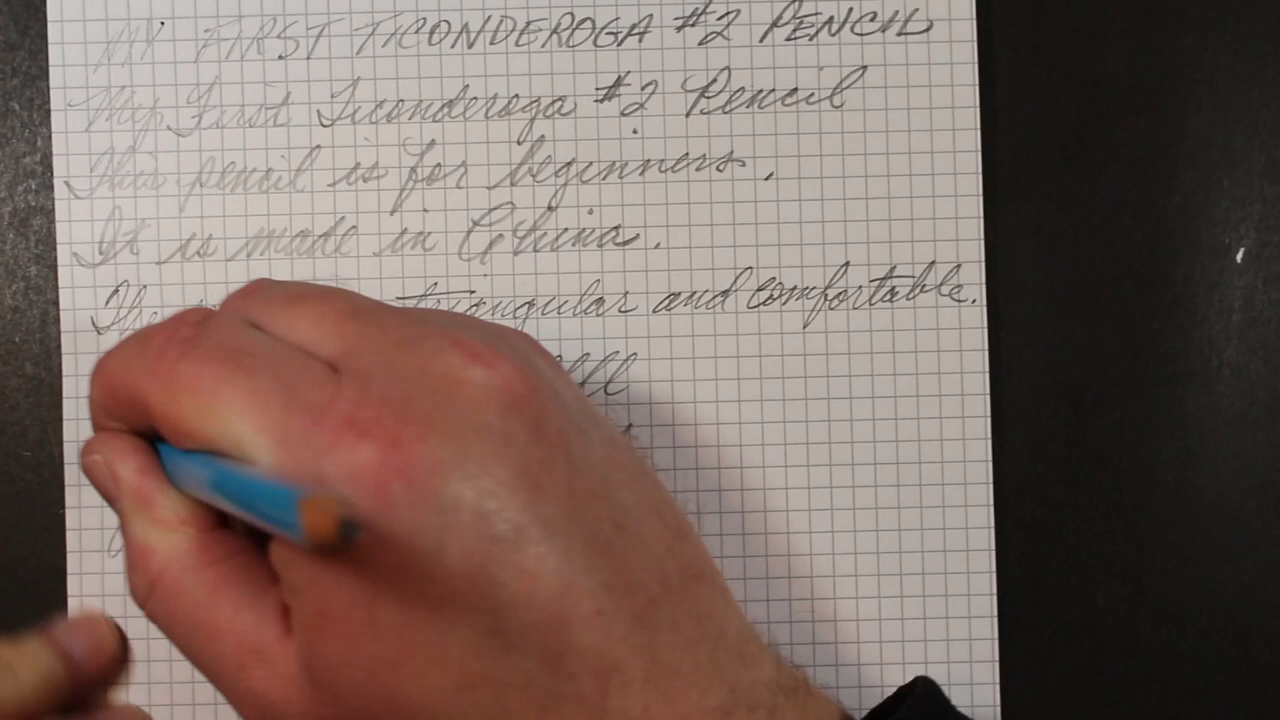 MY FIRST TICONDEROGA #2 PENCIL
My First Ticonderoga #2 Pencil
This pencil is for beginners.
It is made in China.
The triangular and comfortable.